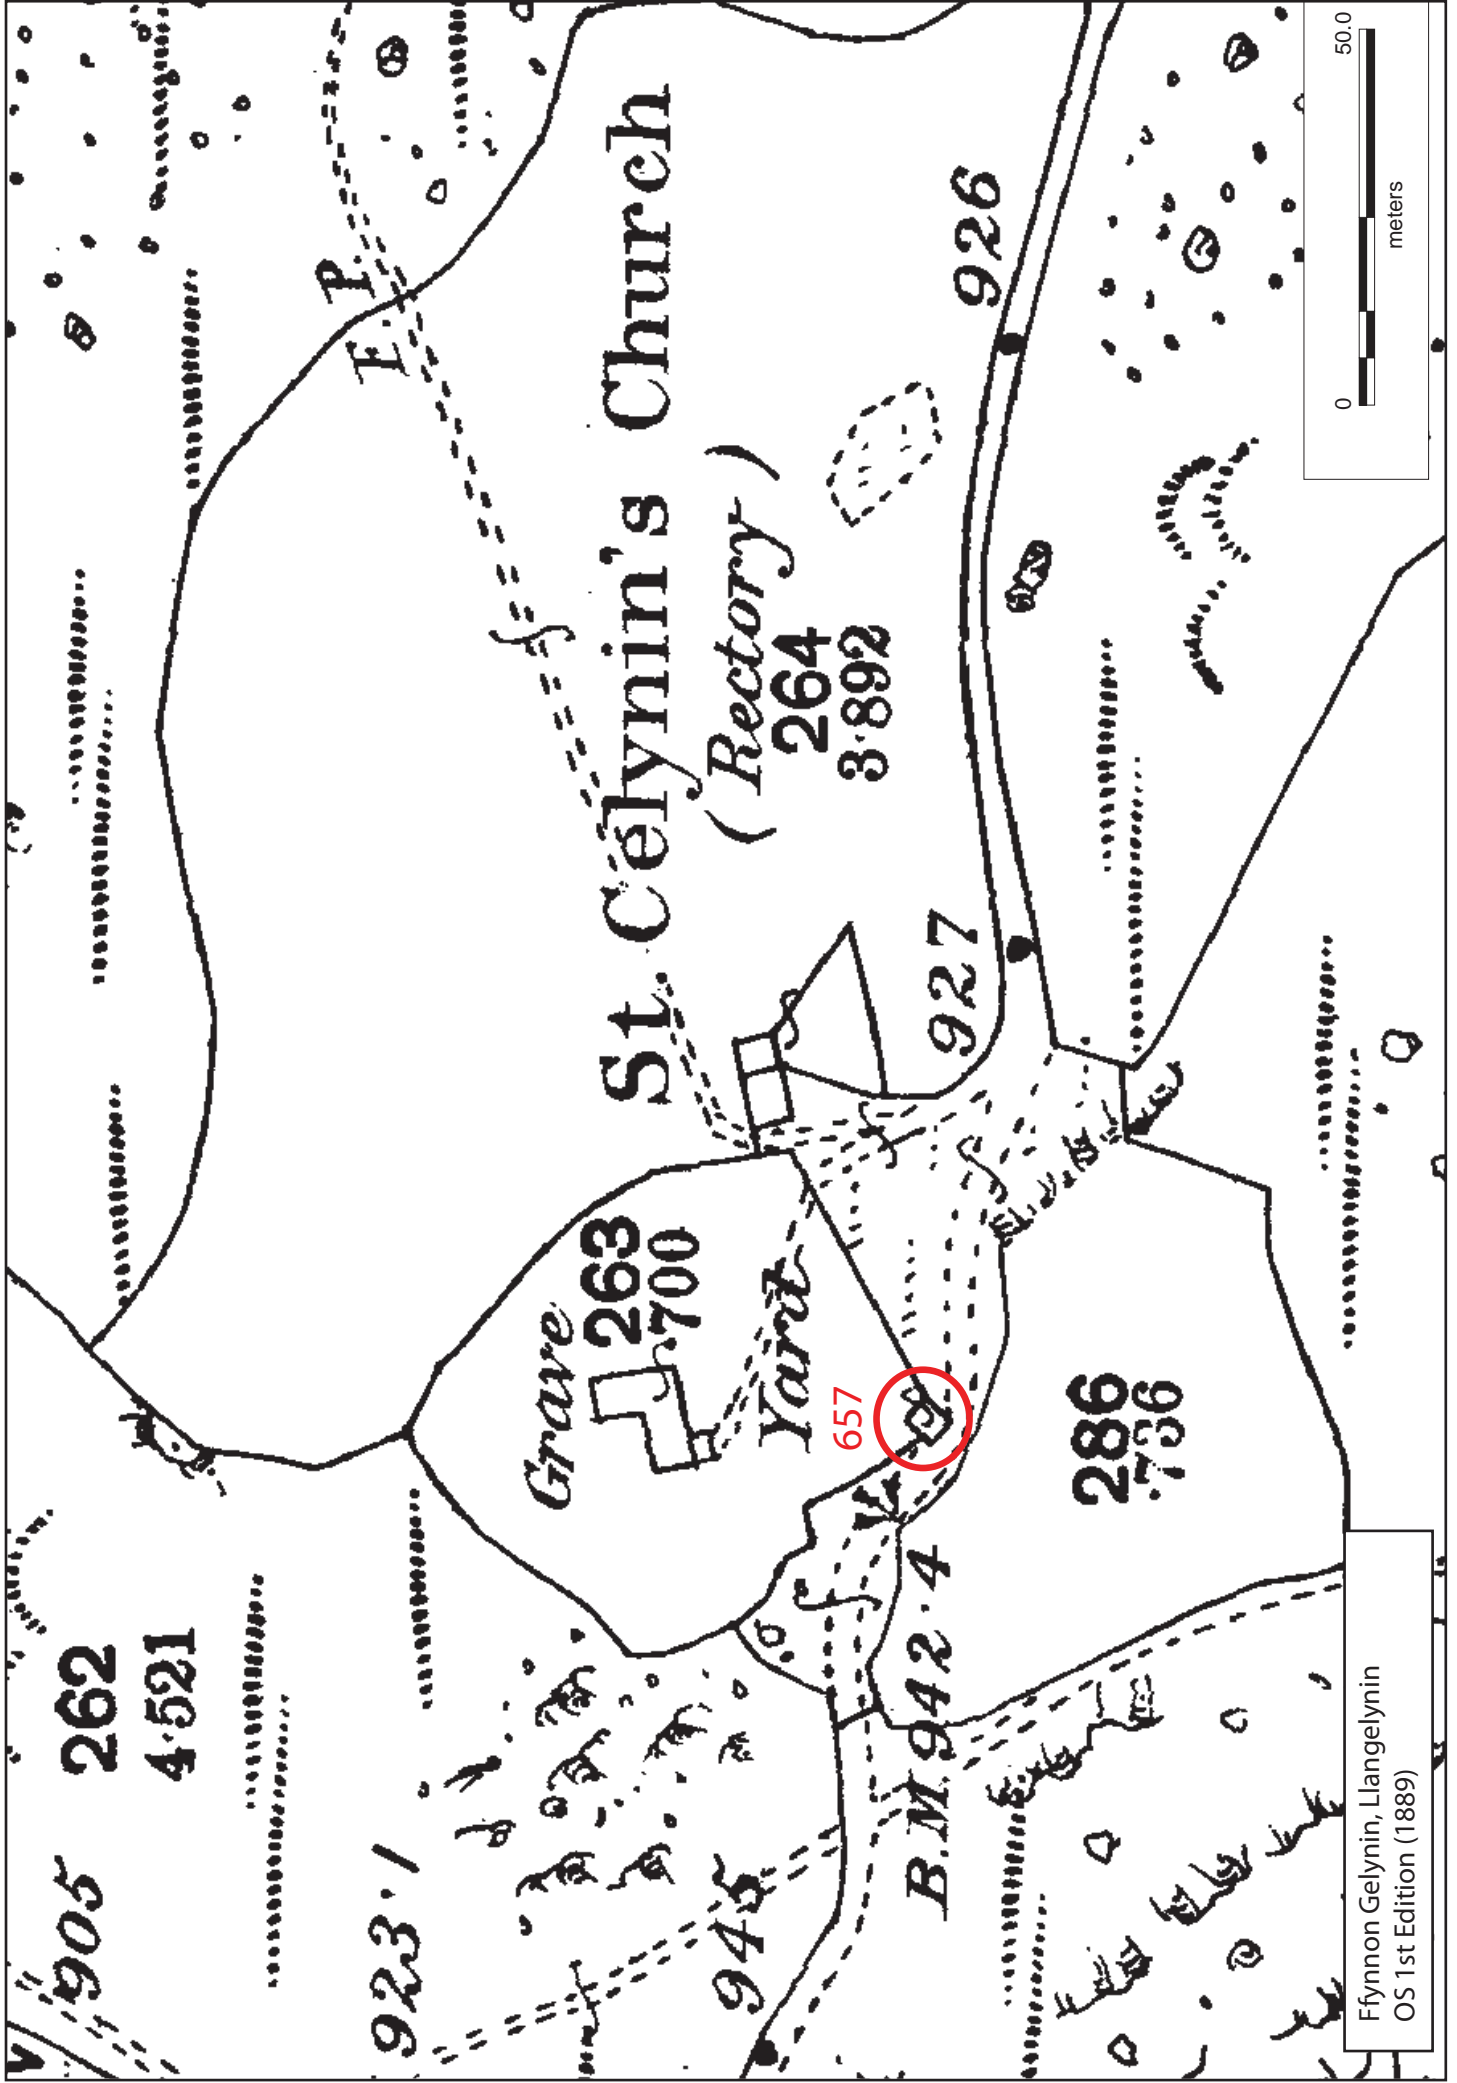 262
4·521
905
923·1
945
F. P.
St. Celynin's Church
(Rectory)
264
3·892
926
927
Grave
Yard
263
·700
657
B.M. 942·4
286
·736
0
50.0
meters
Ffynnon Gelynin, Llangelynin
OS 1st Edition (1889)